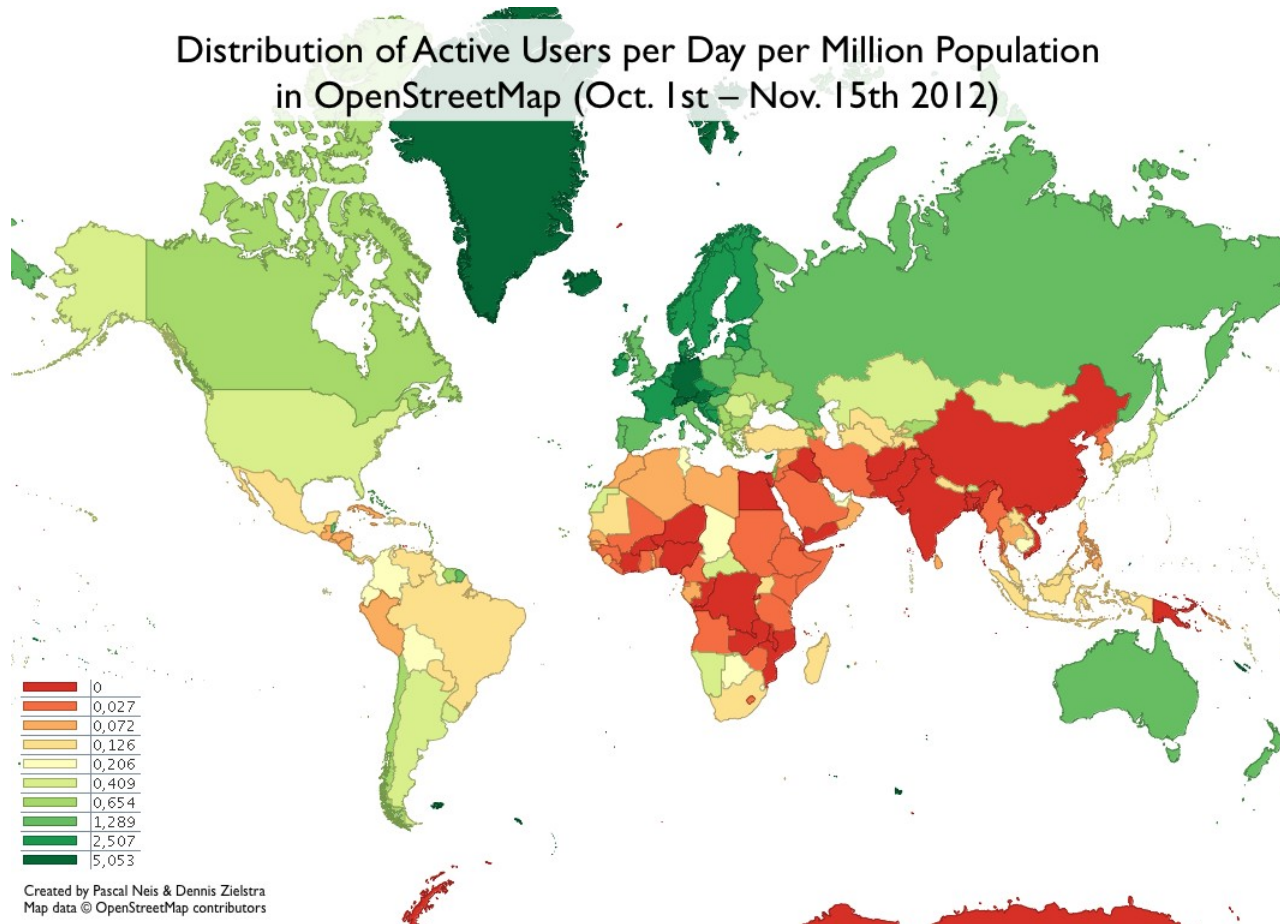 Distribution of Active Users per Day per Million Population
in OpenStreetMap (Oct. 1st – Nov. 15th 2012)
0
0,027
0,072
0,126
0,206
0,409
0,654
1,289
2,507
5,053
Created by Pascal Neis & Dennis Zielstra
Map data © OpenStreetMap contributors